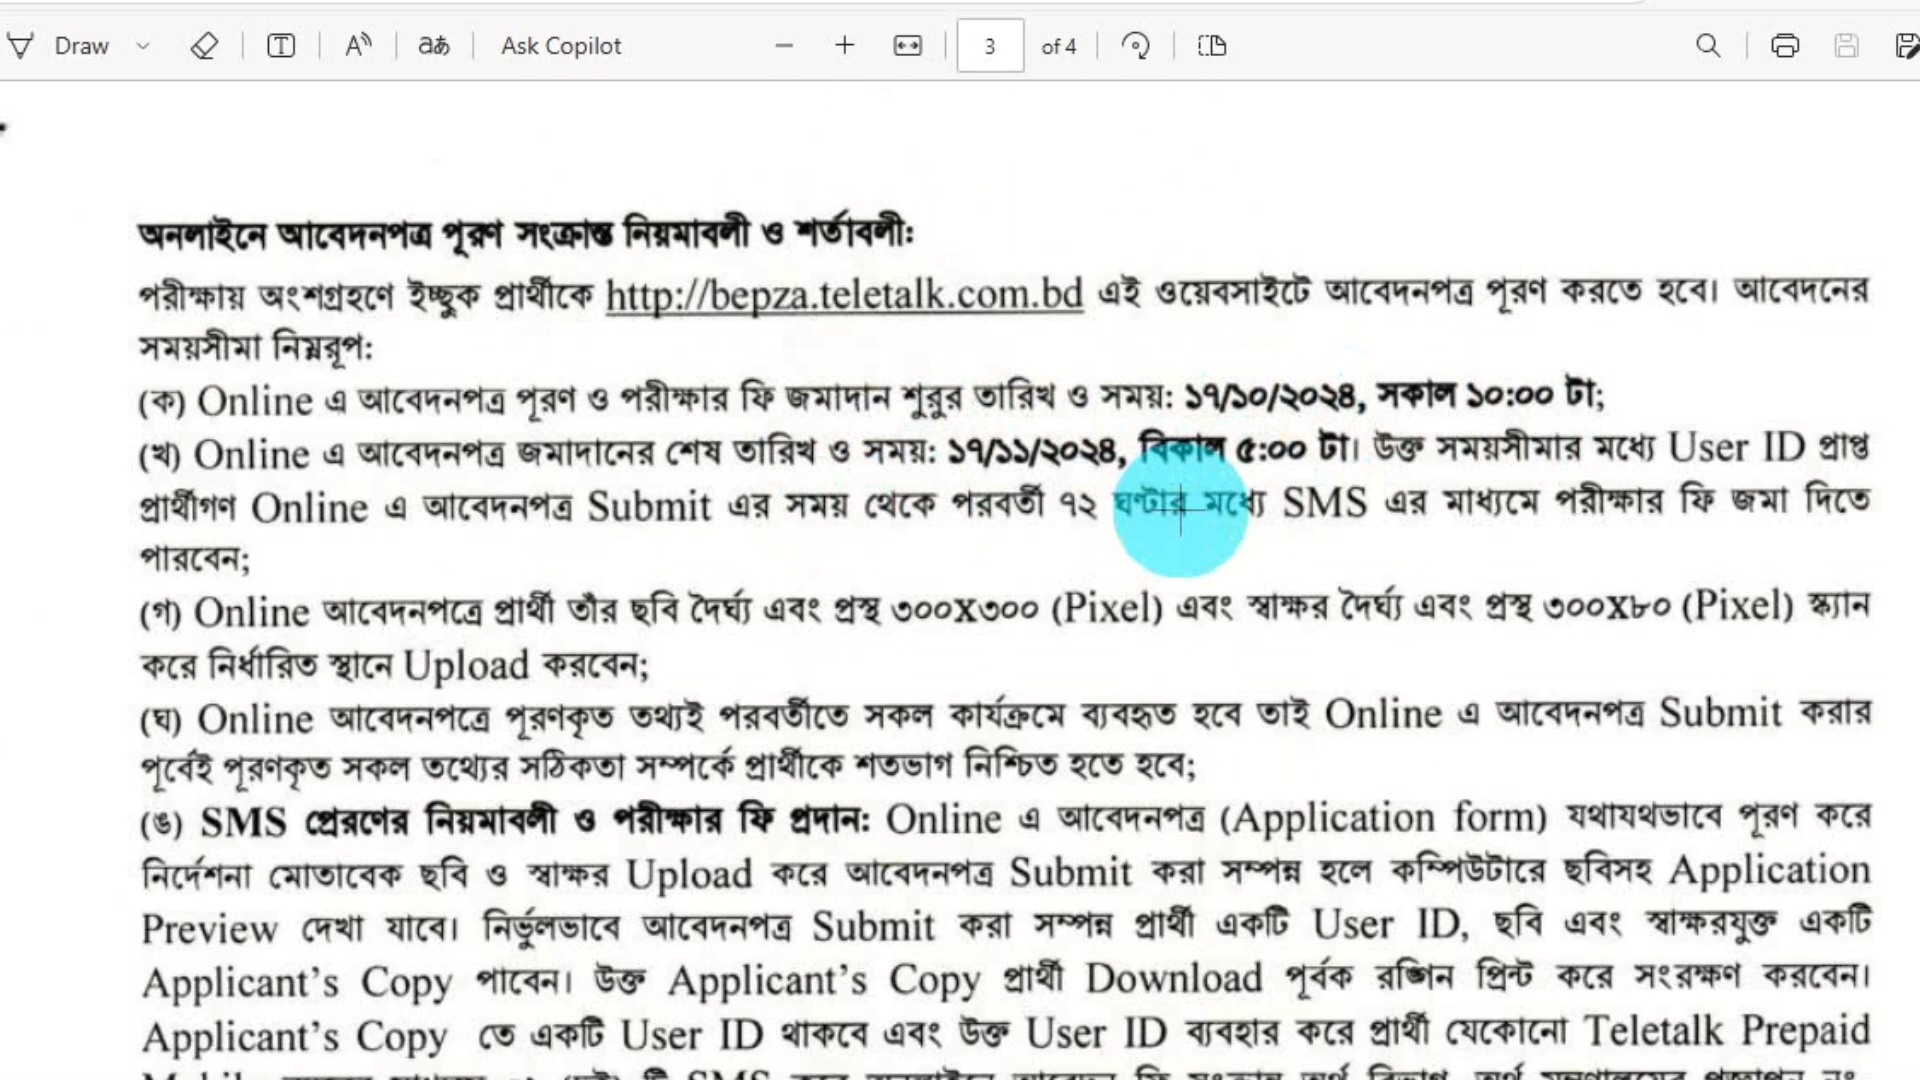 Draw
Ask Copilot
3 of 4
অনলাইনে আবেদনপত্র পূরণ সংক্রান্ত নিয়মাবলী ও শর্তাবলী:
পরীক্ষায় অংশগ্রহণে ইচ্ছুক প্রার্থীকে http://bepza.teletalk.com.bd এই ওয়েবসাইটে আবেদনপত্র পূরণ করতে হবে। আবেদনের
সময়সীমা নিম্নরূপ:
(ক) Online এ আবেদনপত্র পূরণ ও পরীক্ষার ফি জমাদান শুরুর তারিখ ও সময়: ১৭/১০/২০২৪, সকাল ১০:০০ টা;
(খ) Online এ আবেদনপত্র জমাদানের শেষ তারিখ ও সময়: ১৭/১১/২০২৪, বিকাল ৫:০০ টা। উক্ত সময়সীমার মধ্যে User ID প্রাপ্ত
প্রার্থীগণ Online এ আবেদনপত্র Submit এর সময় থেকে পরবর্তী ৭২ ঘণ্টার মধ্যে SMS এর মাধ্যমে পরীক্ষার ফি জমা দিতে
পারবেন;
(গ) Online আবেদনপত্রে প্রার্থী তাঁর ছবি দৈর্ঘ্য এবং প্রস্থ ৩০০X৩০০ (Pixel) এবং স্বাক্ষর দৈর্ঘ্য এবং প্রস্থ ৩০০X৮০ (Pixel) স্ক্যান
করে নির্ধারিত স্থানে Upload করবেন;
(ঘ) Online আবেদনপত্রে পূরণকৃত তথ্যই পরবর্তীতে সকল কার্যক্রমে ব্যবহৃত হবে তাই Online এ আবেদনপত্র Submit করার
পূর্বেই পূরণকৃত সকল তথ্যের সঠিকতা সম্পর্কে প্রার্থীকে শতভাগ নিশ্চিত হতে হবে;
(ঙ) SMS প্রেরণের নিয়মাবলী ও পরীক্ষার ফি প্রদান: Online এ আবেদনপত্র (Application form) যথাযথভাবে পূরণ করে
নির্দেশনা মোতাবেক ছবি ও স্বাক্ষর Upload করে আবেদনপত্র Submit করা সম্পন্ন হলে কম্পিউটারে ছবিসহ Application
Preview দেখা যাবে। নির্ভুলভাবে আবেদনপত্র Submit করা সম্পন্ন প্রার্থী একটি User ID, ছবি এবং স্বাক্ষরযুক্ত একটি
Applicant's Copy পাবেন। উক্ত Applicant's Copy প্রার্থী Download পূর্বক রঙ্গিন প্রিন্ট করে সংরক্ষণ করবেন।
Applicant's Copy তে একটি User ID থাকবে এবং উক্ত User ID ব্যবহার করে প্রার্থী যেকোনো Teletalk Prepaid